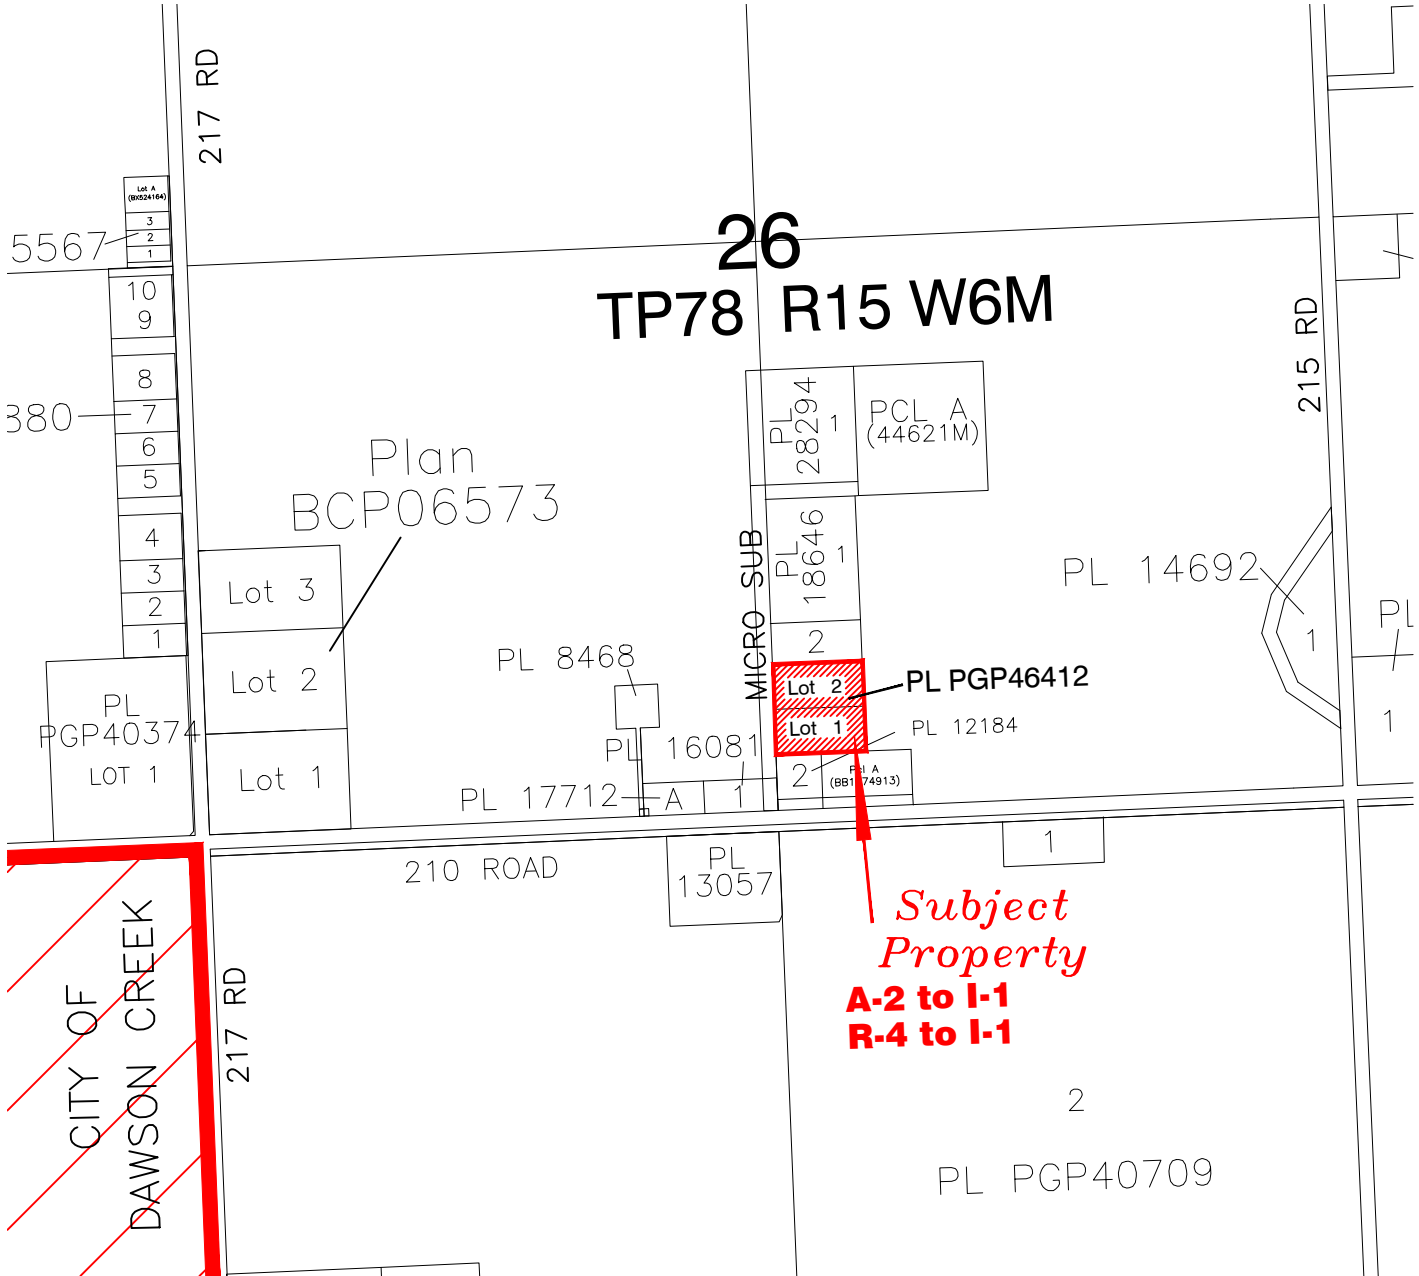 217 RD
Lot A
(BX524164)
3
2
1
5567
26
TP78 R15 W6M
10
9
8
7
6
5
4
3
2
1
380
215 RD
PL
28294
1
PCL A
(44621M)
Plan
BCP06573
MICRO SUB
PL
18646
1
2
PL 14692
1
PL
1
Lot 3
Lot 2
Lot 1
PL 8468
Lot 2
Lot 1
PL PGP46412
PL 12184
PL
PGP40374
LOT 1
PL 16081
PL 17712
A
1
2
Pcl A
210 ROAD
PL
13057
1
Subject
Property
A-2 to I-1
R-4 to I-1
CITY OF
DAWSON CREEK
217 RD
2
PL PGP40709